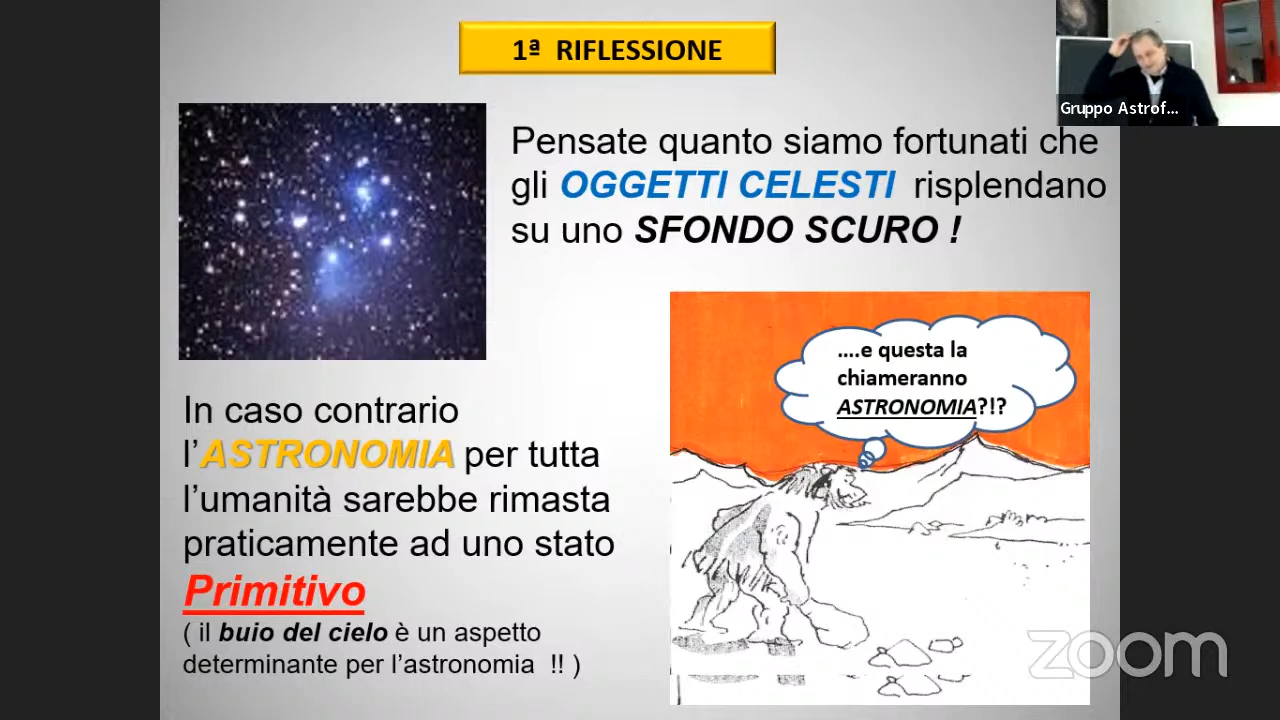 1ª RIFLESSIONE
Gruppo Astrof...
Pensate quanto siamo fortunati che
gli OGGETTI CELESTI risplendano
su uno SFONDO SCURO !
....e questa la
chiameranno
ASTRONOMIA?!?
In caso contrario
l’ASTRONOMIA per tutta
l’umanità sarebbe rimasta
praticamente ad uno stato
Primitivo
( il buio del cielo è un aspetto
determinante per l’astronomia !! )
zoom